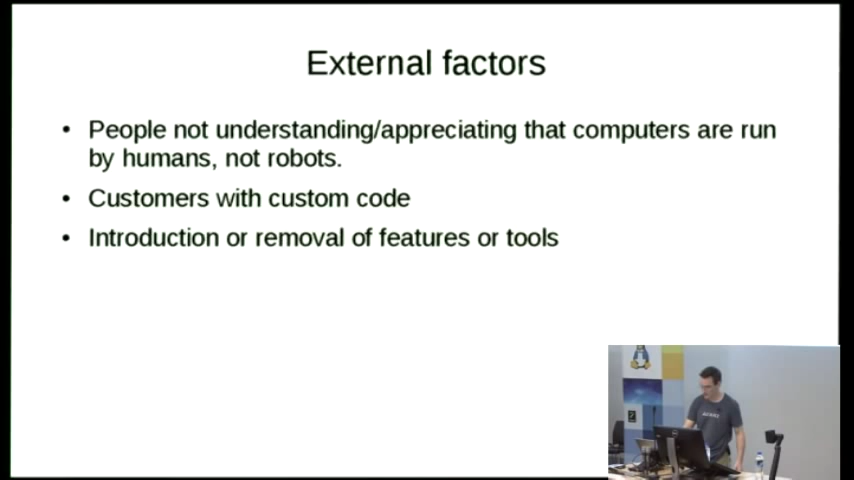 External factors
• People not understanding/appreciating that computers are run
by humans, not robots.
• Customers with custom code
• Introduction or removal of features or tools